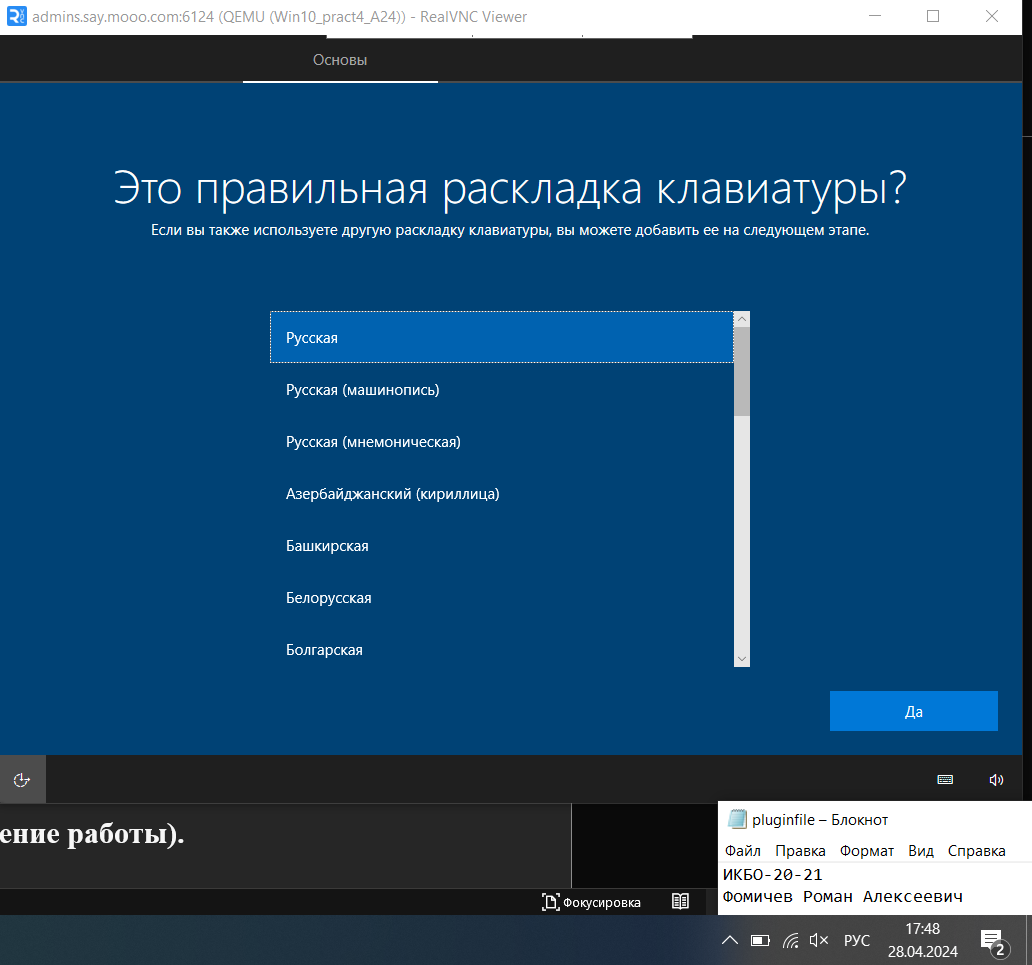 admins.say.mooo.com:6124 (QEMU (Win10_pract4_A24)) - RealVNC Viewer
Основы
Это правильная раскладка клавиатуры?
Если вы также используете другую раскладку клавиатуры, вы можете добавить ее на следующем этапе.
Русская
Русская (машинопись)
Русская (мнемоническая)
Азербайджанский (кириллица)
Башкирская
Белорусская
Болгарская
Да
ение работы).
pluginfile – Блокнот
Файл Правка Формат Вид Справка
ИКБО-20-21
Фомичев Роман Алексеевич
Фокусировка
РУС
17:48
28.04.2024
2